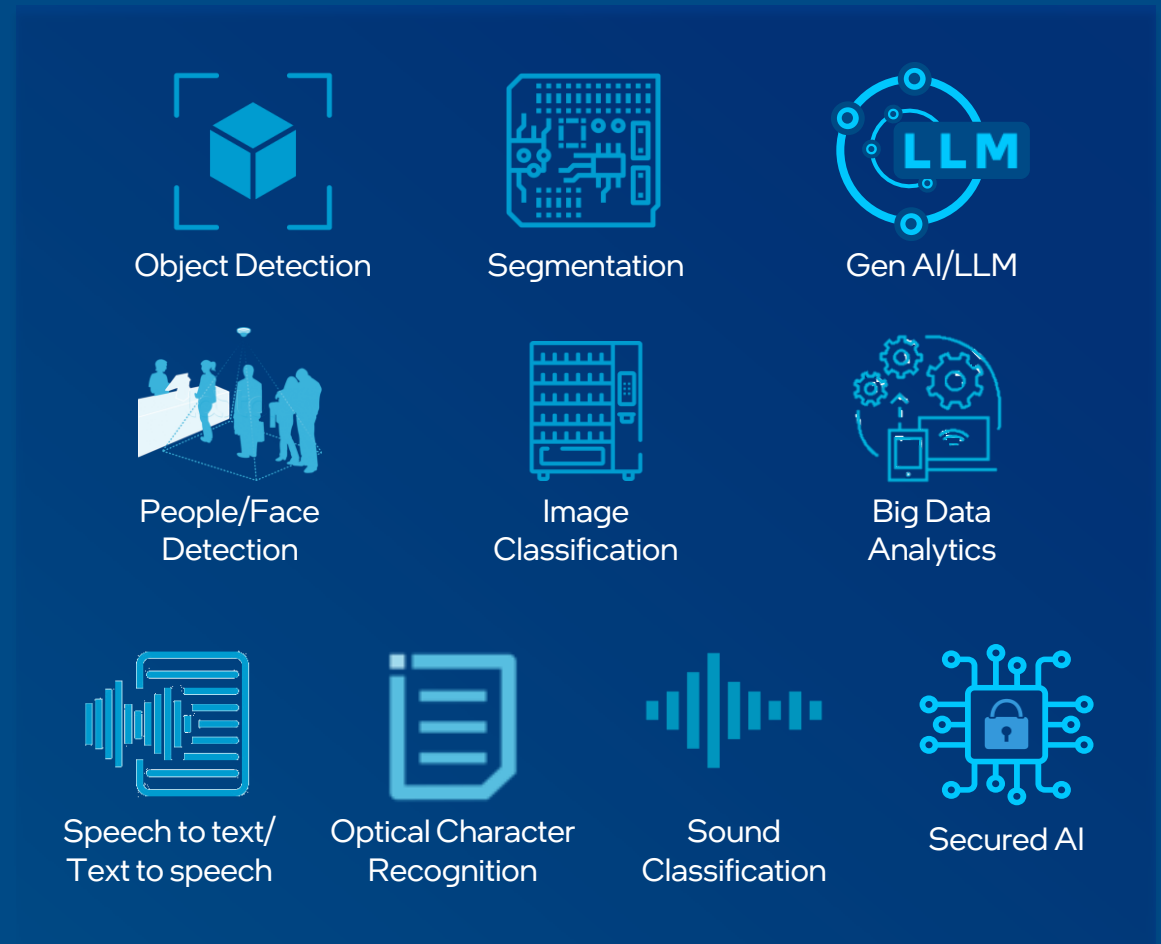 LLM
Object Detection
Segmentation
Gen AI/LLM
People/Face
Detection
Image
Classification
Big Data
Analytics
Speech to text/
Text to speech
Optical Character
Recognition
Sound
Classification
Secured AI